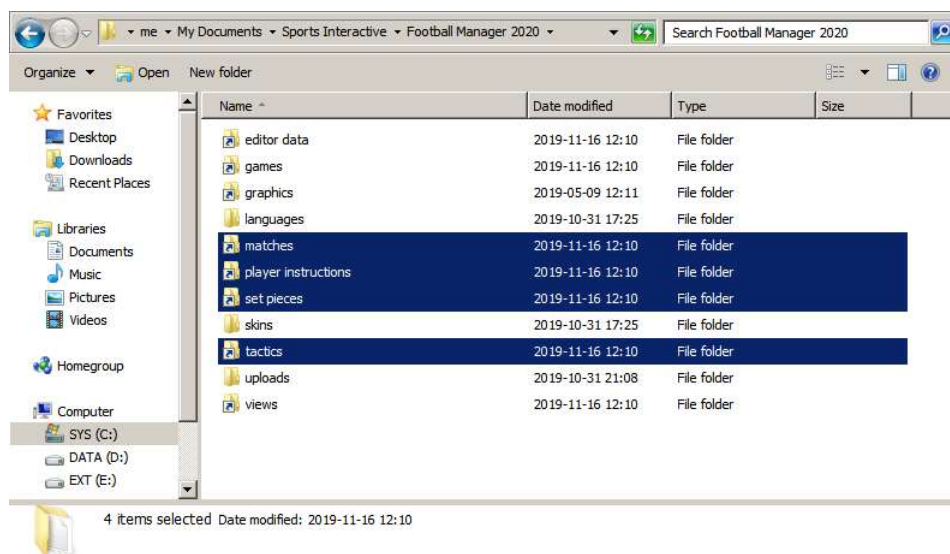 me My Documents Sports Interactive Football Manager 2020 Search Football Manager 2020
Organize Open New folder
Name Date modified Type Size
Favorites
Desktop
Downloads
Recent Places
Libraries
Documents
Music
Pictures
Videos
Homegroup
Computer
SYS (C:)
DATA (D:)
EXT (E:)
editor data 2019-11-16 12:10 File folder
games 2019-11-16 12:10 File folder
graphics 2019-05-09 12:11 File folder
languages 2019-10-31 17:25 File folder
matches 2019-11-16 12:10 File folder
player instructions 2019-11-16 12:10 File folder
set pieces 2019-11-16 12:10 File folder
skins 2019-10-31 17:25 File folder
tactics 2019-11-16 12:10 File folder
uploads 2019-10-31 21:08 File folder
views 2019-11-16 12:10 File folder
4 items selected Date modified: 2019-11-16 12:10